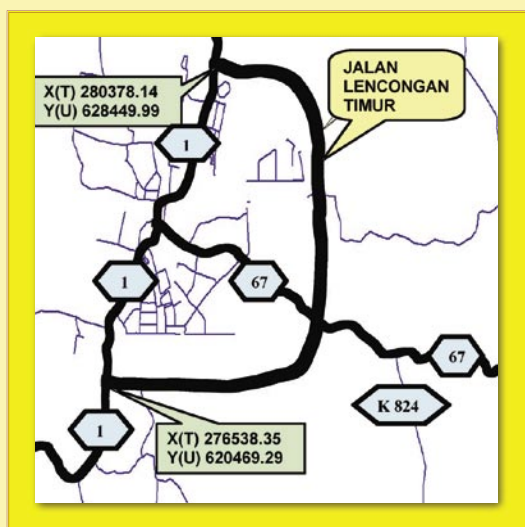 X(T) 280378.14
Y(U) 628449.99
JALAN
LENCONGAN
TIMUR
1
1
67
67
K 824
1
X(T) 276538.35
Y(U) 620469.29